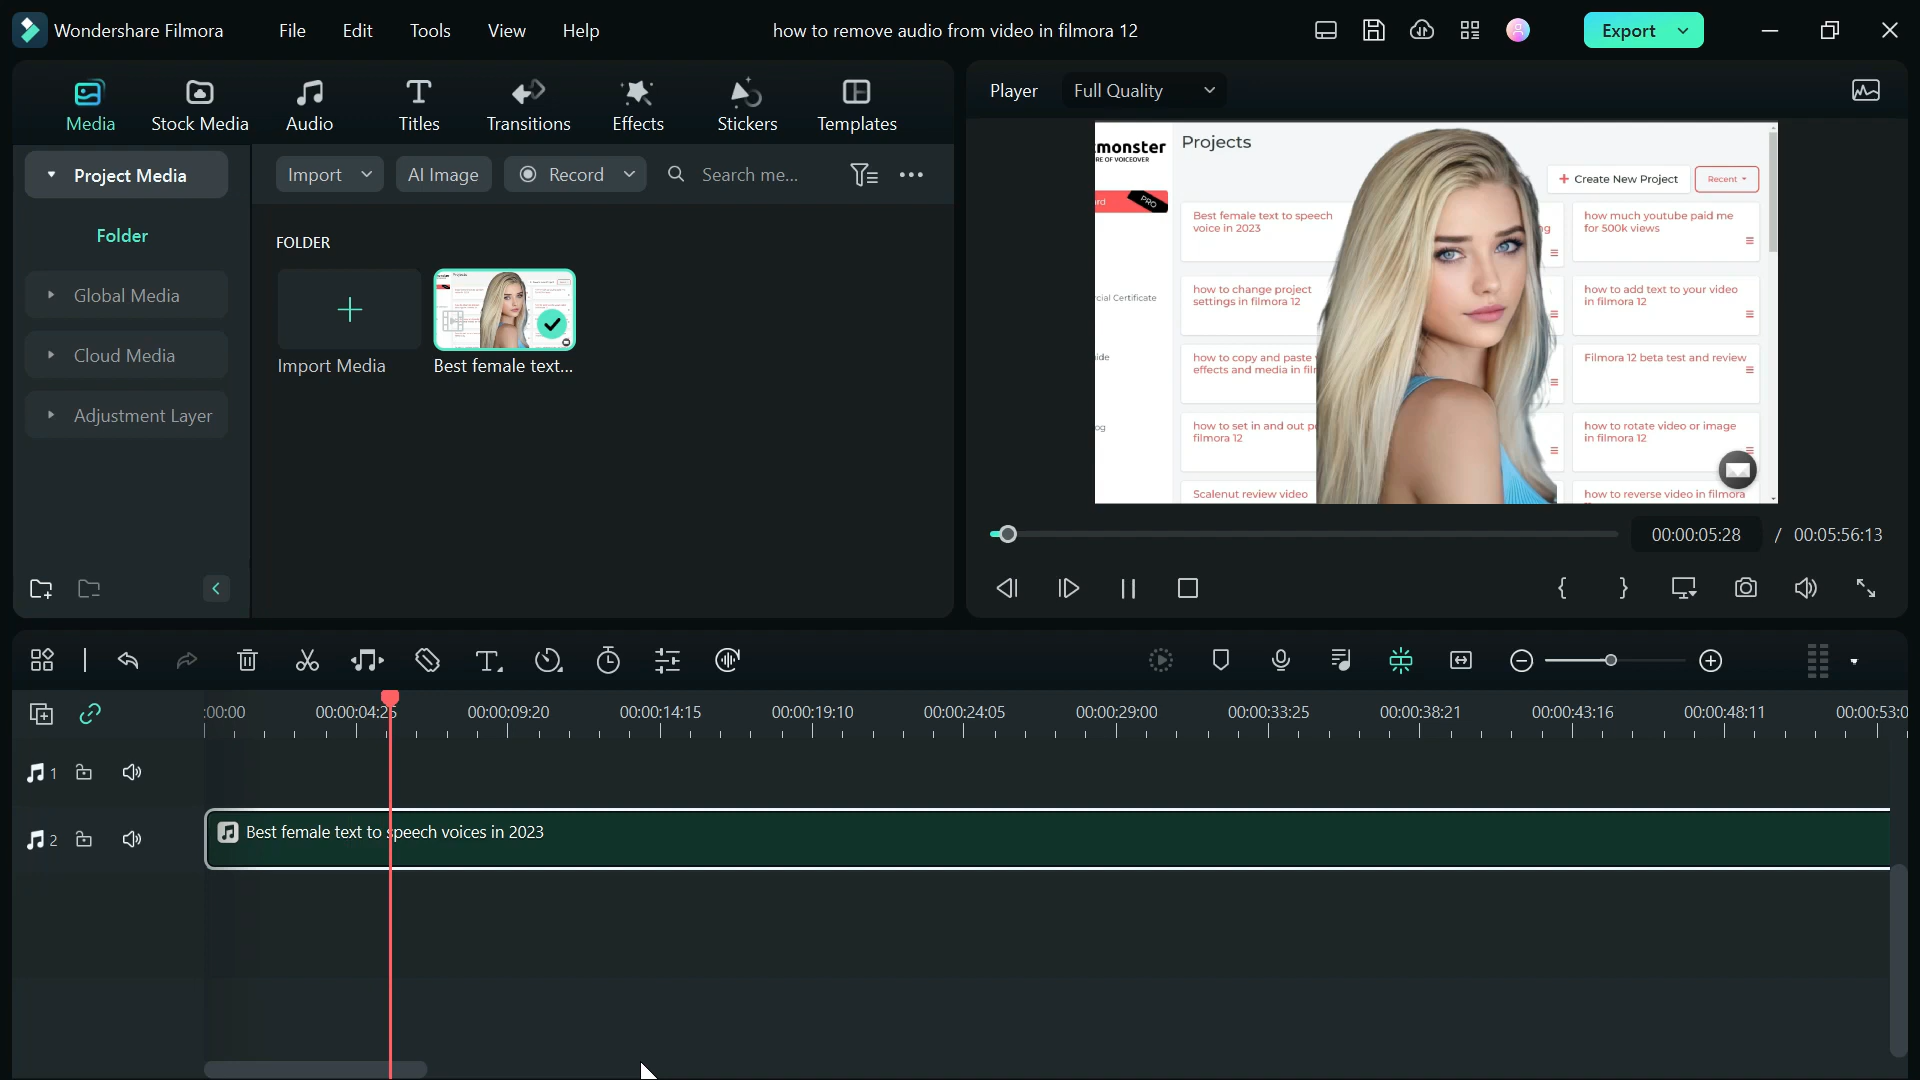 Wondershare Filmora
File
Edit
Tools
View
Help
how to remove audio from video in filmora 12
Export
Media
Stock Media
Audio
Titles
Transitions
Effects
Stickers
Templates
Player
Full Quality
Project Media
Import
AI Image
Record
Search me...
Folder
FOLDER
Global Media
Cloud Media
Adjustment Layer
Import Media
Best female text...
monster
RE OF VOICEOVER
PRO
Projects
Create New Project
Recent
Best female text to speech
voice in 2023
how much youtube paid me
for 500k views
cial Certificate
how to change project
settings in filmora 12
how to add text to your video
in filmora 12
ide
how to copy and paste
effects and media in fil
Filmora 12 beta test and review
og
how to set in and out p
filmora 12
how to rotate video or image
in filmora 12
Scalenut review video
how to reverse video in filmora
00:00:05:28 / 00:05:56:13
:00:00
00:00:04:25
00:00:09:20
00:00:14:15
00:00:19:10
00:00:24:05
00:00:29:00
00:00:33:25
00:00:38:21
00:00:43:16
00:00:48:11
00:00:53:0
1
2
Best female text to speech voices in 2023